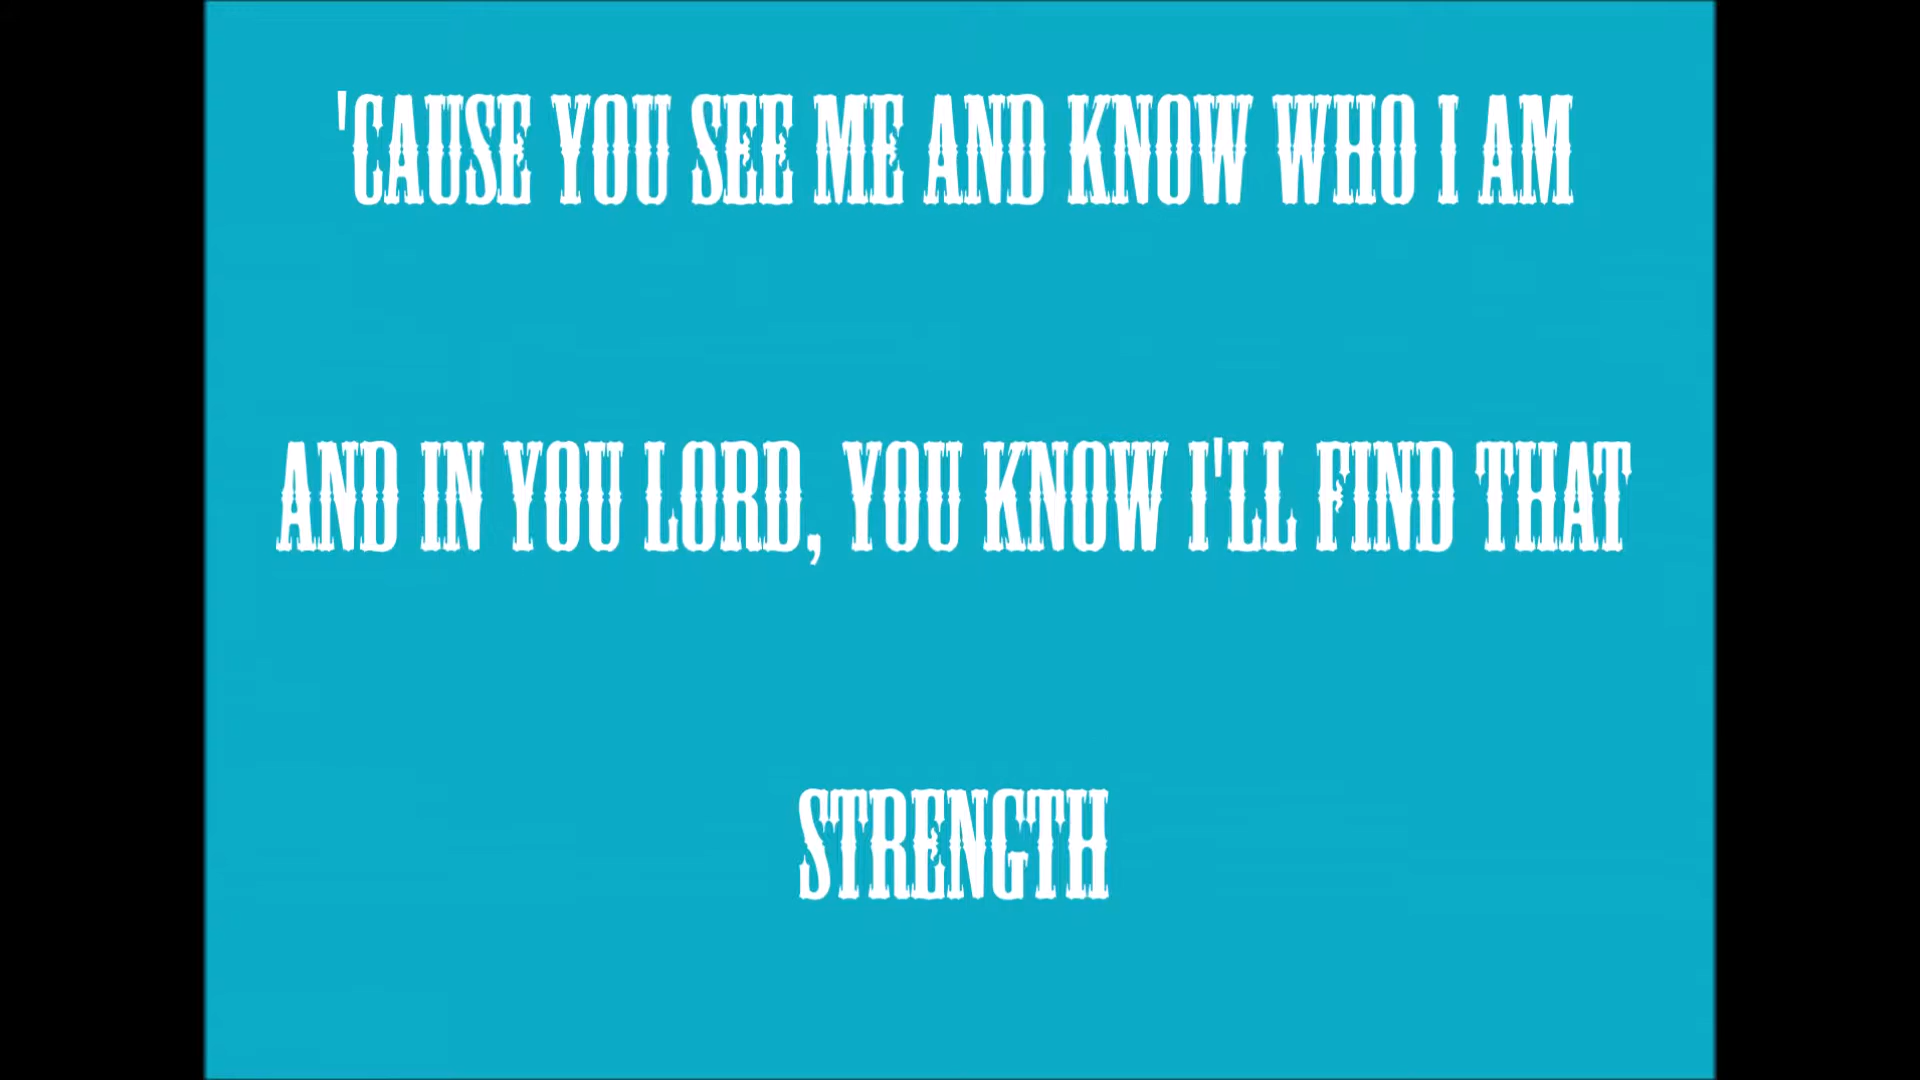 'CAUSE YOU SEE ME AND KNOW WHO I AM
AND IN YOU LORD, YOU KNOW I'LL FIND THAT
STRENGTH